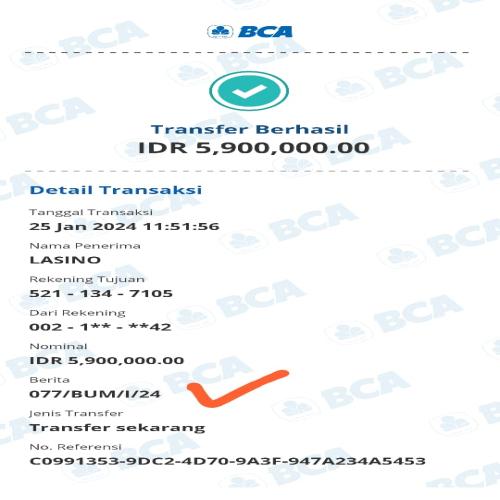 BCA
Transfer Berhasil
IDR 5,900,000.00
Detail Transaksi
Tanggal Transaksi
25 Jan 2024 11:51:56
Nama Penerima
LASINO
Rekening Tujuan
521 - 134 - 7105
Dari Rekening
002 - 1** - **42
Nominal
IDR 5,900,000.00
Berita
077/BUM/I/24
Jenis Transfer
Transfer sekarang
No. Referensi
C0991353-9DC2-4D70-9A3F-947A234A5453